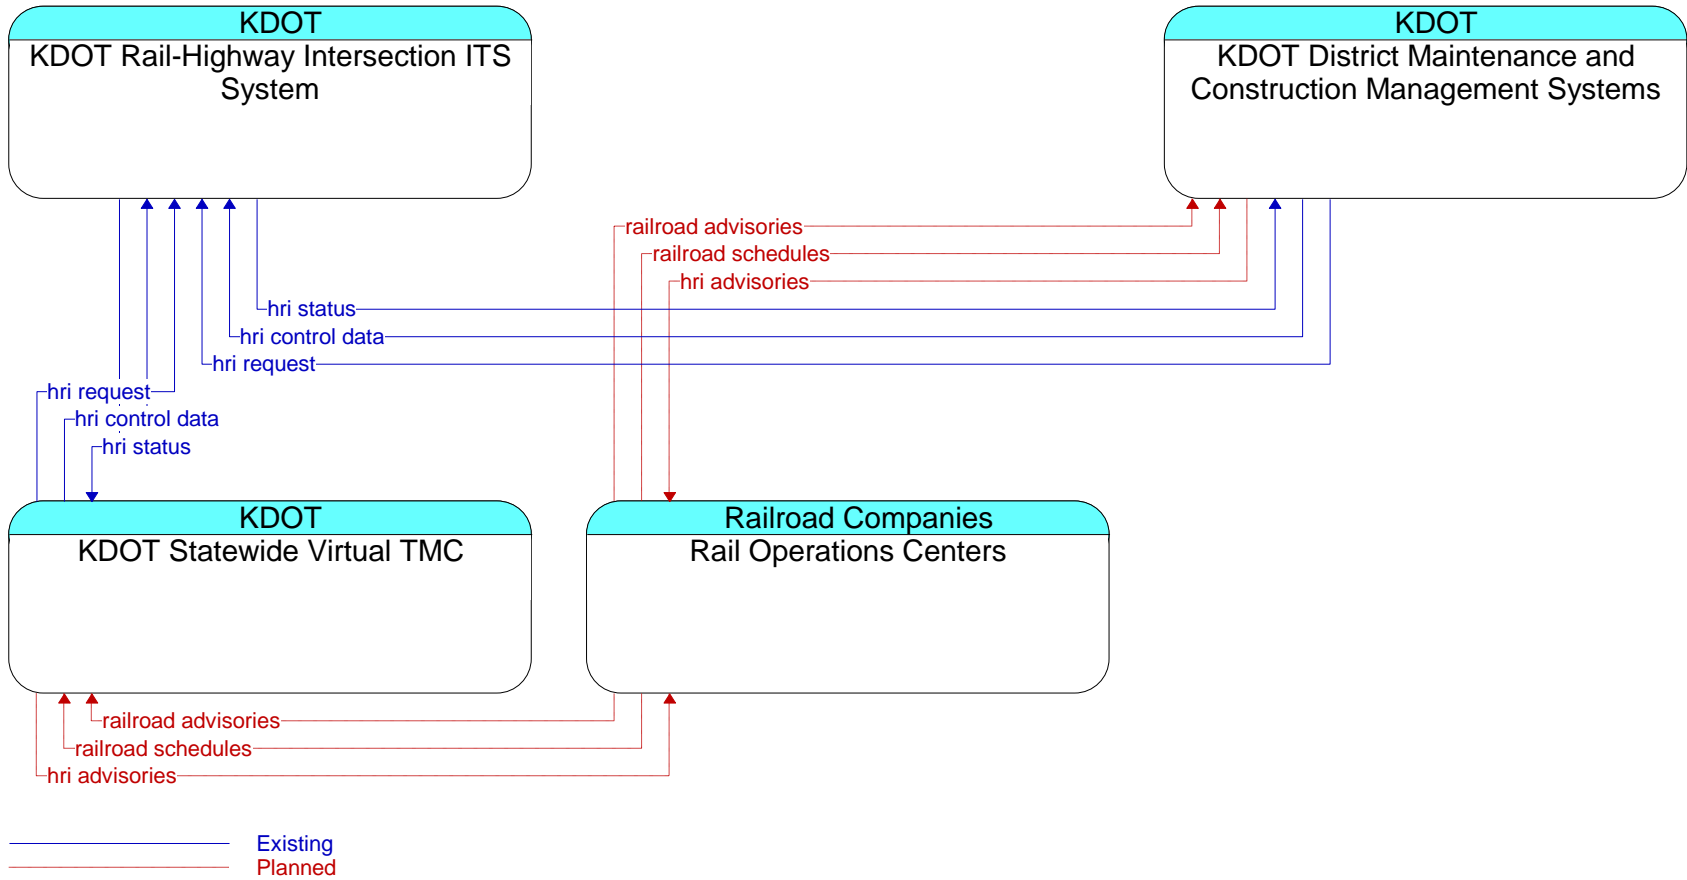 KDOT
KDOT Rail-Highway Intersection ITS
System
KDOT
KDOT District Maintenance and
Construction Management Systems
railroad advisories
railroad schedules
hri advisories
hri status
hri control data
hri request
hri request
hri control data
hri status
KDOT
KDOT Statewide Virtual TMC
Railroad Companies
Rail Operations Centers
railroad advisories
railroad schedules
hri advisories
Existing
Planned